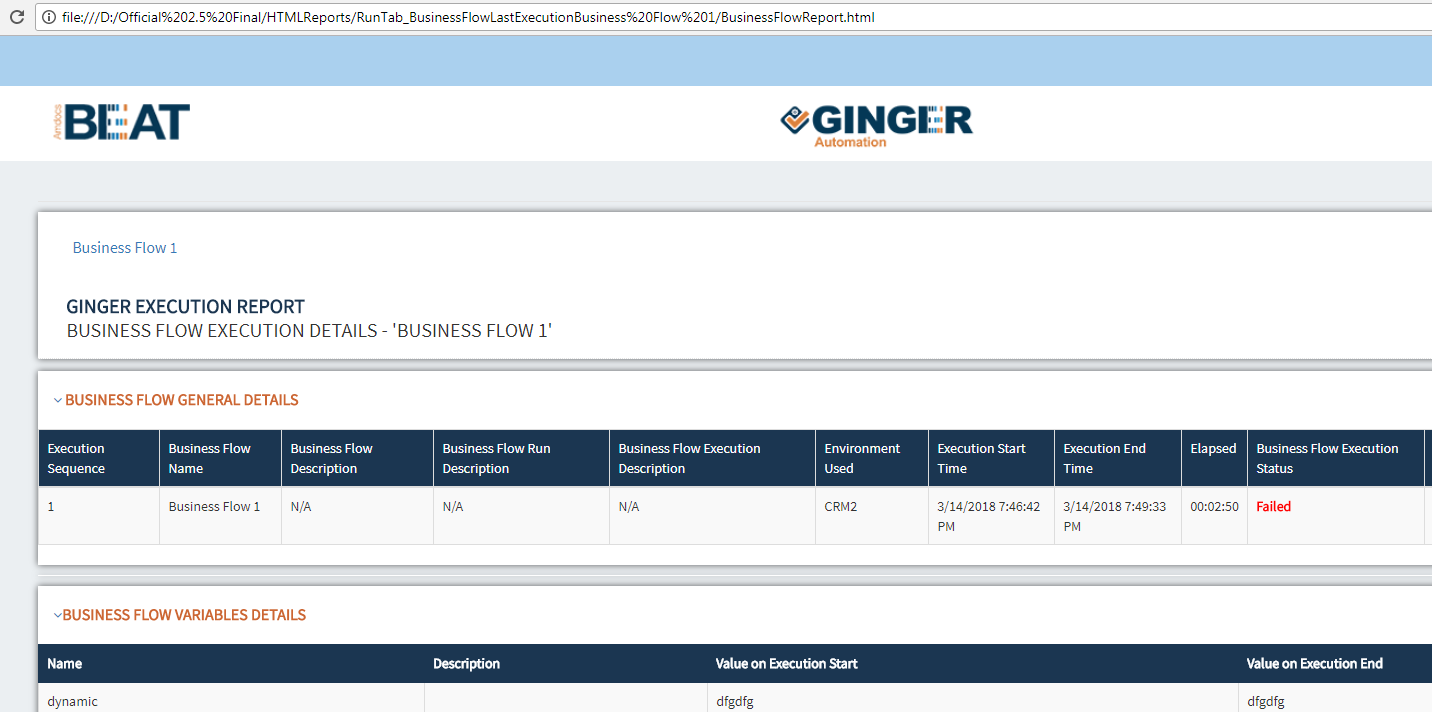 file:///D:/Official%202.5%20Final/HTMLReports/RunTab_BusinessFlowLastExecutionBusiness%20Flow%201/BusinessFlowReport.html
Amdocs BEAT
GINGER
Automation
Business Flow 1
GINGER EXECUTION REPORT
BUSINESS FLOW EXECUTION DETAILS - 'BUSINESS FLOW 1'
BUSINESS FLOW GENERAL DETAILS
Execution Sequence
Business Flow Name
Business Flow Description
Business Flow Run Description
Business Flow Execution Description
Environment Used
Execution Start Time
Execution End Time
Elapsed
Business Flow Execution Status
1
Business Flow 1
N/A
N/A
N/A
CRM2
3/14/2018 7:46:42 PM
3/14/2018 7:49:33 PM
00:02:50
Failed
BUSINESS FLOW VARIABLES DETAILS
Name Description Value on Execution Start Value on Execution End
dynamic dfgdfg dfgdfg